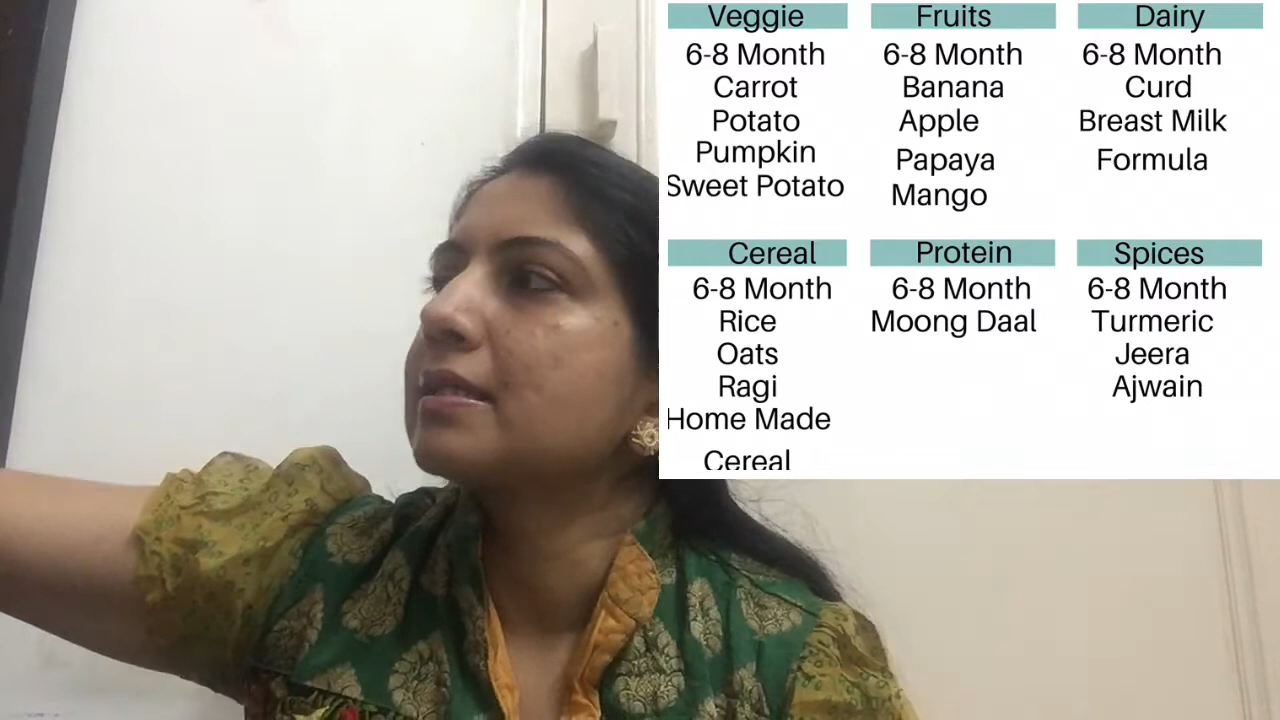 Veggie
6-8 Month
Carrot
Potato
Pumpkin
Sweet Potato
Fruits
6-8 Month
Banana
Apple
Papaya
Mango
Dairy
6-8 Month
Curd
Breast Milk
Formula
Cereal
6-8 Month
Rice
Oats
Ragi
Home Made
Cereal
Protein
6-8 Month
Moong Daal
Spices
6-8 Month
Turmeric
Jeera
Ajwain